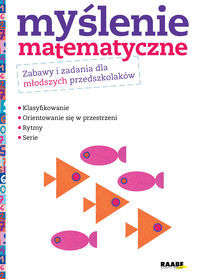 myślenie
matematyczne
Zabawy i zadania dla
młodszych przedszkolaków
• Klasyfikowanie
• Orientowanie się w przestrzeni
• Rytmy
• Serie
RAABE